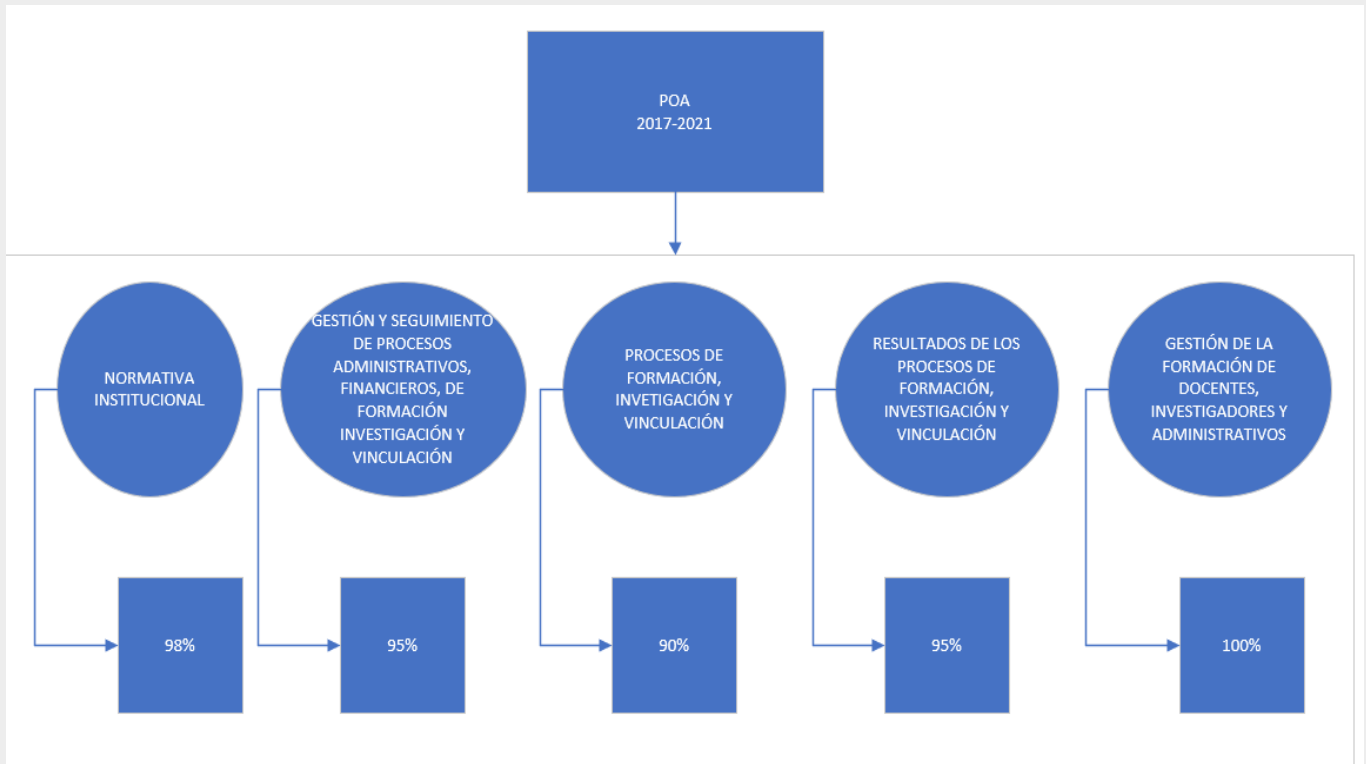 POA
2017-2021
NORMATIVA
INSTITUCIONAL
GESTIÓN Y SEGUIMIENTO
DE PROCESOS
ADMINISTRATIVOS,
FINANCIEROS, DE
FORMACIÓN
INVESTIGACIÓN Y
VINCULACIÓN
PROCESOS DE
FORMACIÓN,
INVETIGACIÓN Y
VINCULACIÓN
RESULTADOS DE LOS
PROCESOS DE
FORMACIÓN,
INVESTIGACIÓN Y
VINCULACIÓN
GESTIÓN DE LA
FORMACIÓN DE
DOCENTES,
INVESTIGADORES Y
ADMINISTRATIVOS
98%
95%
90%
95%
100%